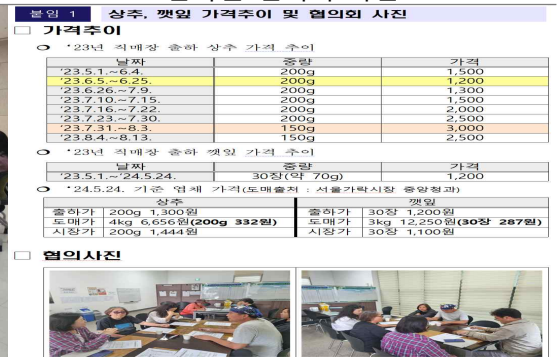 붙임 1 상추, 깻잎 가격추이 및 협의회 사진
□ 가격추이
○ '23년 직매장 출하 상추 가격 추이
날짜 중량 가격
'23.5.1.~6.4. 200g 1,500
'23.6.5.~6.25. 200g 1,200
'23.6.26.~7.9. 200g 1,300
'23.7.10.~7.15. 200g 1,500
'23.7.16.~7.22. 200g 2,000
'23.7.23.~7.30. 200g 2,500
'23.7.31.~8.3. 150g 3,000
'23.8.4.~8.13. 150g 2,500
○ '23년 직매장 출하 깻잎 가격 추이
날짜 중량 가격
'23.5.1.~'24.5.24. 30장(약 70g) 1,200
○ '24.5.24. 기준 업체 가격(도매출처 : 서울가락시장 중앙청과)
상추 깻잎
출하가 200g 1,300원 출하가 30장 1,200원
도매가 4kg 6,656원(200g 332원) 도매가 3kg 12,250원(30장 287원)
시장가 200g 1,444원 시장가 30장 1,100원
□ 협의사진